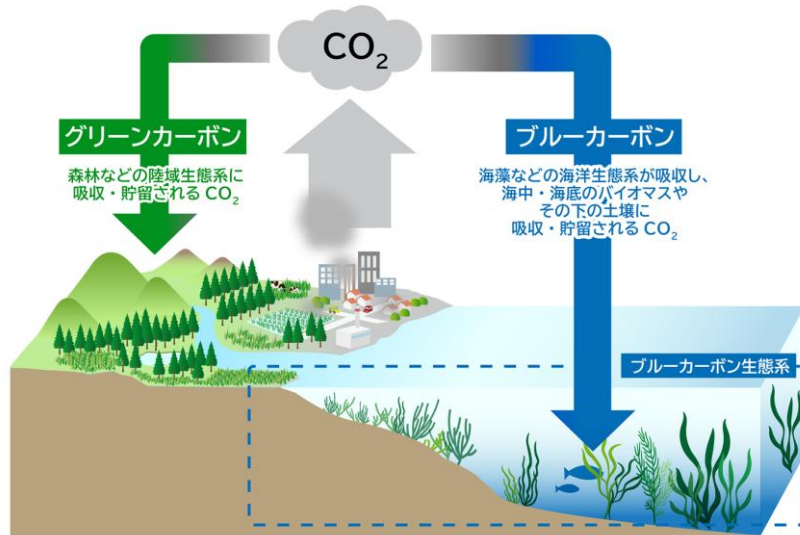 CO₂
グリーンカーボン
森林などの陸域生態系に
吸収・貯留される CO₂
ブルーカーボン
海藻などの海洋生態系が吸収し、
海中・海底のバイオマスや
その下の土壌に
吸収・貯留される CO₂
ブルーカーボン生態系